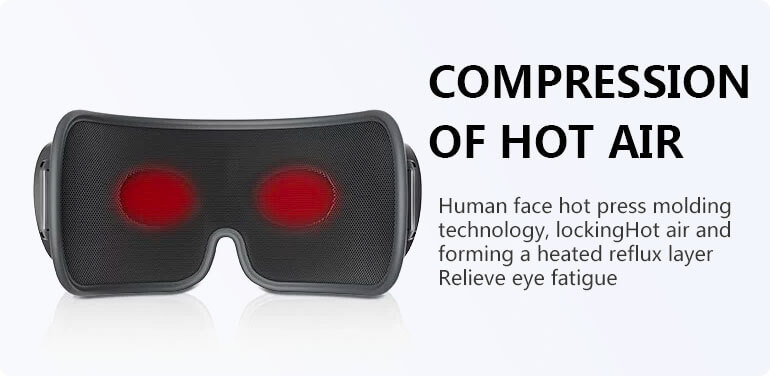 COMPRESSION
OF HOT AIR
Human face hot press molding
technology, lockingHot air and
forming a heated reflux layer
Relieve eye fatigue